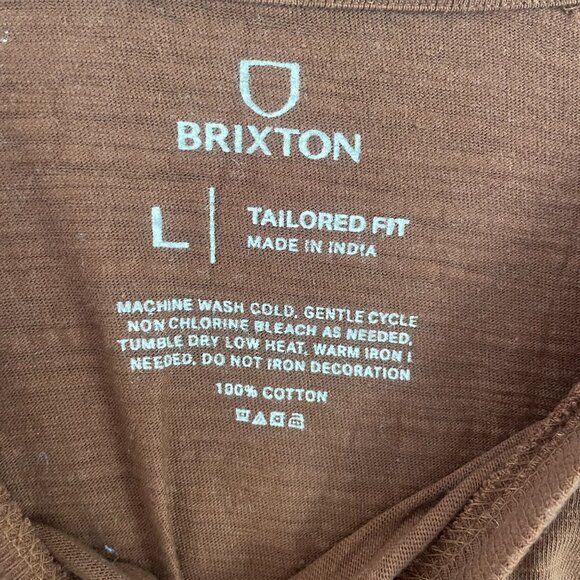 BRIXTON
L
TAILORED FIT
MADE IN INDIA
MACHINE WASH COLD, GENTLE CYCLE
NON CHLORINE BLEACH AS NEEDED,
TUMBLE DRY LOW HEAT, WARM IRON I
NEEDED. DO NOT IRON DECORATION
100% COTTON